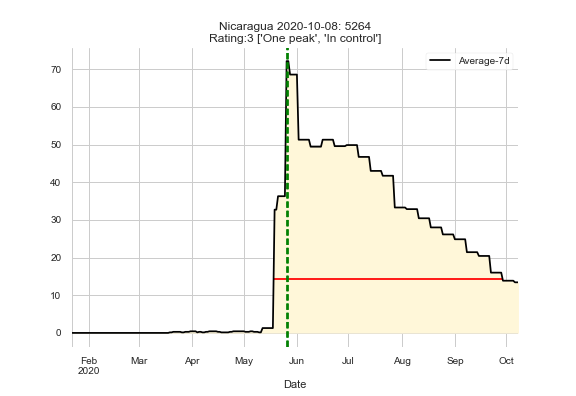 Nicaragua 2020-10-08: 5264
Rating:3 ['One peak', 'In control']
Average-7d
70
60
50
40
30
20
10
0
Feb Mar Apr May Jun Jul Aug Sep Oct
2020
Date